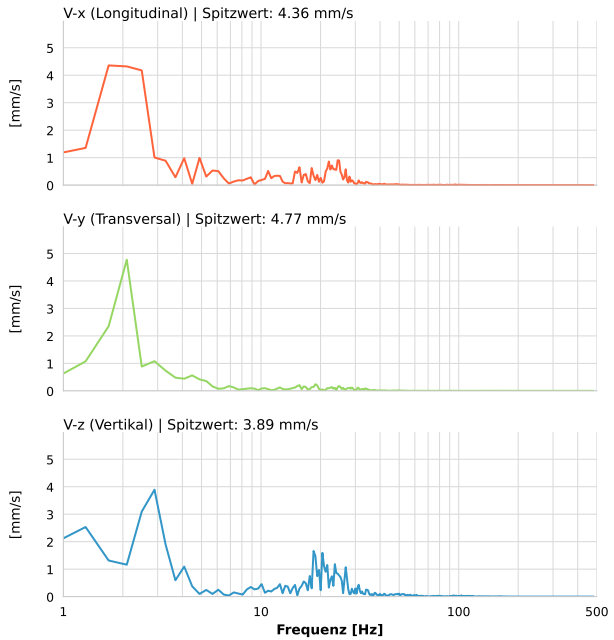 V-x (Longitudinal) | Spitzwert: 4.36 mm/s
[mm/s]
5
4
3
2
1
0
V-y (Transversal) | Spitzwert: 4.77 mm/s
[mm/s]
5
4
3
2
1
0
V-z (Vertikal) | Spitzwert: 3.89 mm/s
[mm/s]
5
4
3
2
1
0
1 10 100 500
Frequenz [Hz]